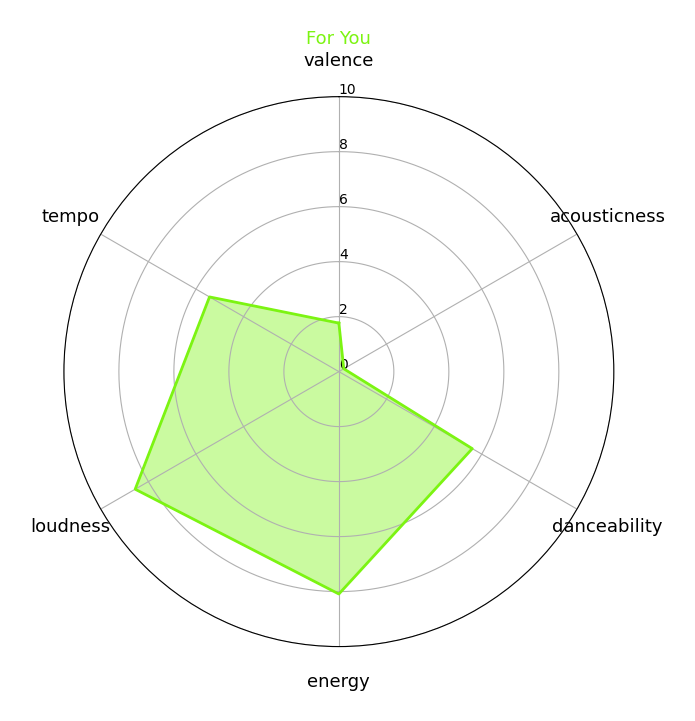 For You
valence
10
8
6
4
2
0
tempo
acousticness
loudness
danceability
energy